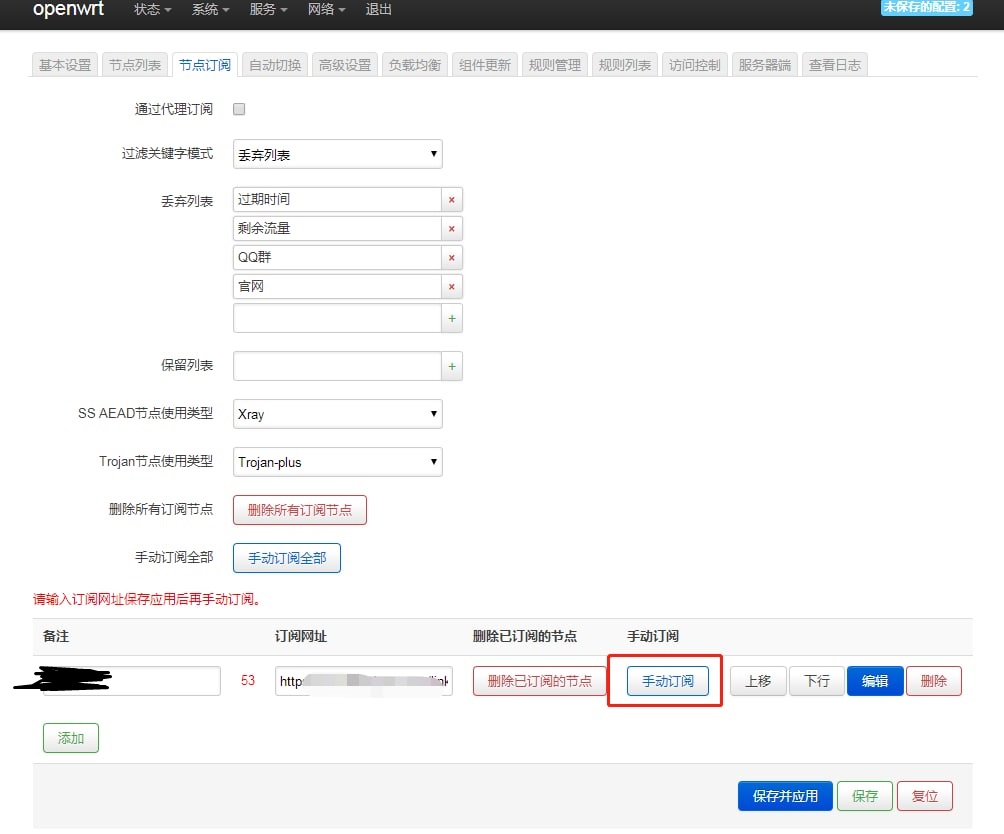 openwrt 状态 系统 服务 网络 退出 未保存的配置: 2
基本设置 节点列表 节点订阅 自动切换 高级设置 负载均衡 组件更新 规则管理 规则列表 访问控制 服务器端 查看日志
通过代理订阅
过滤关键字模式 丢弃列表
丢弃列表 过期时间 ×
剩余流量 ×
QQ群 ×
官网 ×
+
保留列表 +
SS AEAD节点使用类型 Xray
Trojan节点使用类型 Trojan-plus
删除所有订阅节点 删除所有订阅节点
手动订阅全部 手动订阅全部
请输入订阅网址保存应用后再手动订阅。
备注 订阅网址 删除已订阅的节点 手动订阅
53 http 删除已订阅的节点 手动订阅 上移 下行 编辑 删除
添加
保存并应用 保存 复位